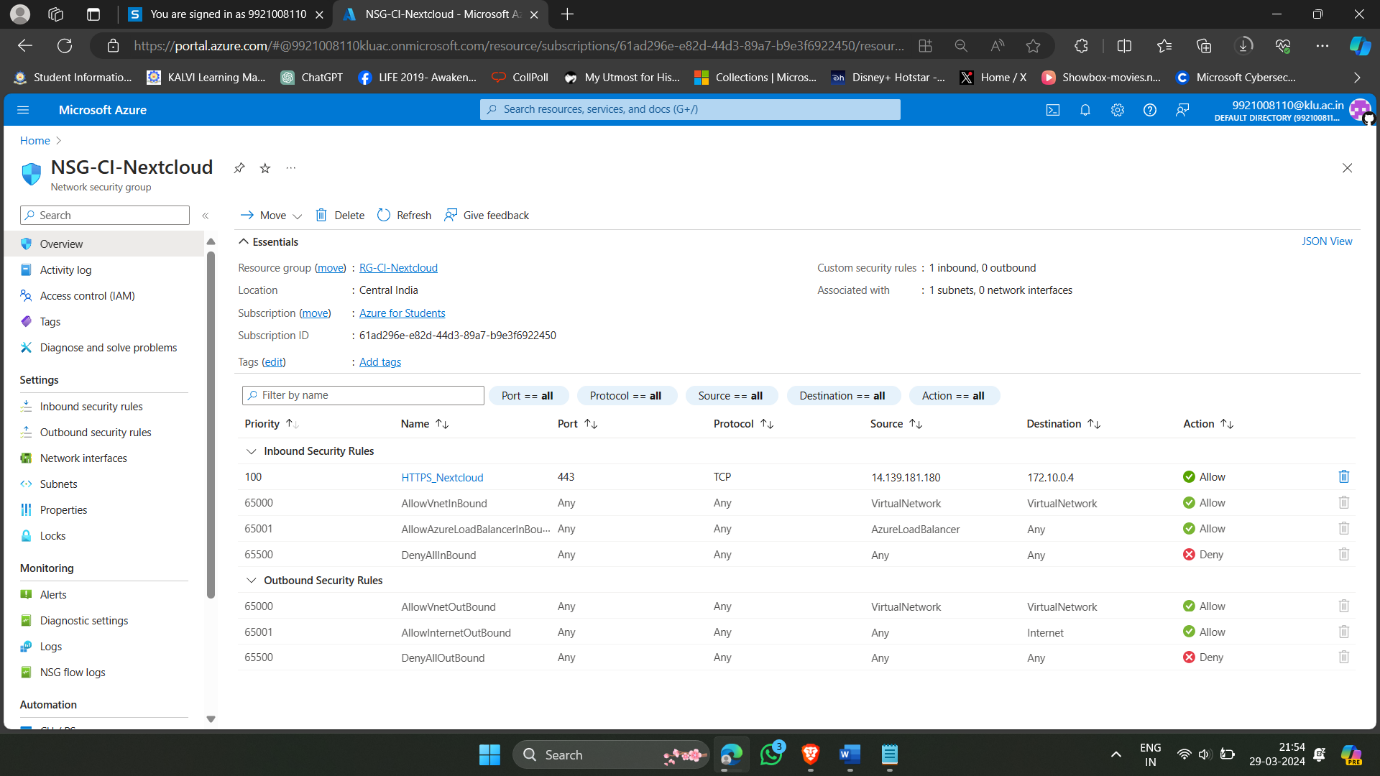 You are signed in as 9921008110
NSG-CI-Nextcloud - Microsoft Az
https://portal.azure.com/#@9921008110kluac.onmicrosoft.com/resource/subscriptions/61ad296e-e82d-44d3-89a7-b9e3f6922450/resour...
Student Informatio... KALVI Learning Ma... ChatGPT LIFE 2019- Awaken... CollPoll My Utmost for His... Collections | Micros... Disney+ Hotstar -... Home / X Showbox-movies.n... Microsoft Cybersec...
Microsoft Azure
Search resources, services, and docs (G+/)
9921008110@klu.ac.in
DEFAULT DIRECTORY (992100811...
Home
NSG-CI-Nextcloud
Network security group
Search
Move Delete Refresh Give feedback
Overview
Activity log
Access control (IAM)
Tags
Diagnose and solve problems
Settings
Inbound security rules
Outbound security rules
Network interfaces
Subnets
Properties
Locks
Monitoring
Alerts
Diagnostic settings
Logs
NSG flow logs
Automation
Essentials
JSON View
Resource group (move) : RG-CI-Nextcloud
Custom security rules : 1 inbound, 0 outbound
Location : Central India
Associated with : 1 subnets, 0 network interfaces
Subscription (move) : Azure for Students
Subscription ID : 61ad296e-e82d-44d3-89a7-b9e3f6922450
Tags (edit) : Add tags
Filter by name Port == all Protocol == all Source == all Destination == all Action == all
Priority Name Port Protocol Source Destination Action
Inbound Security Rules
100 HTTPS_Nextcloud 443 TCP 14.139.181.180 172.10.0.4 Allow
65000 AllowVnetInBound Any Any VirtualNetwork VirtualNetwork Allow
65001 AllowAzureLoadBalancerInBou... Any Any AzureLoadBalancer Any Allow
65500 DenyAllInBound Any Any Any Any Deny
Outbound Security Rules
65000 AllowVnetOutBound Any Any VirtualNetwork VirtualNetwork Allow
65001 AllowInternetOutBound Any Any Any Internet Allow
65500 DenyAllOutBound Any Any Any Any Deny
Search
3
ENG
IN
21:54
29-03-2024
PRE